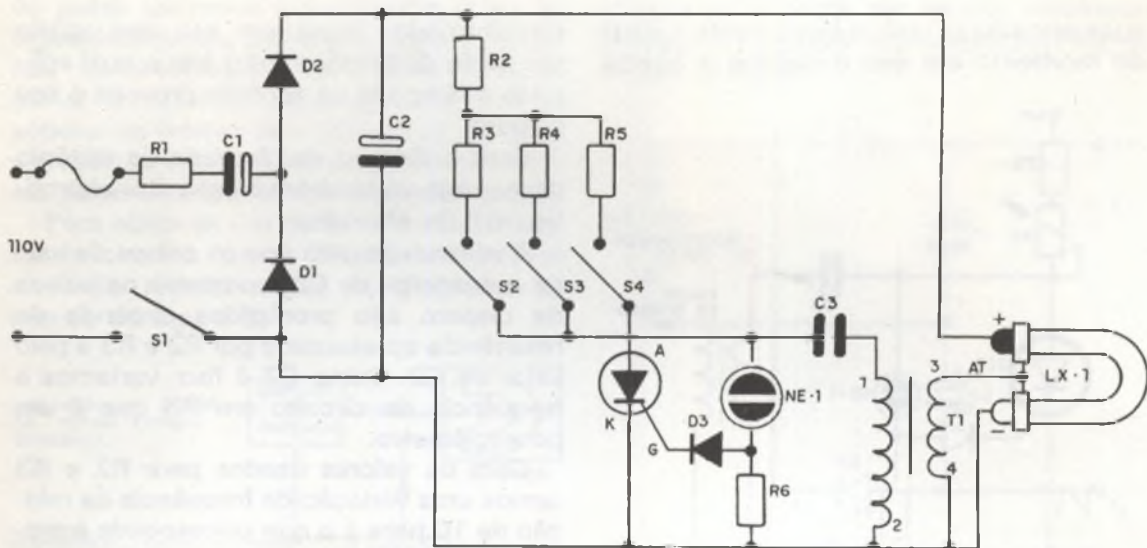 D2
R2
R1
C1
C2
R3
R4
R5
110V
D1
S2
S3
S4
S1
C3
A
+
1
3
AT
LX·1
NE·1
K
D3
T1
G
–
R6
4
2